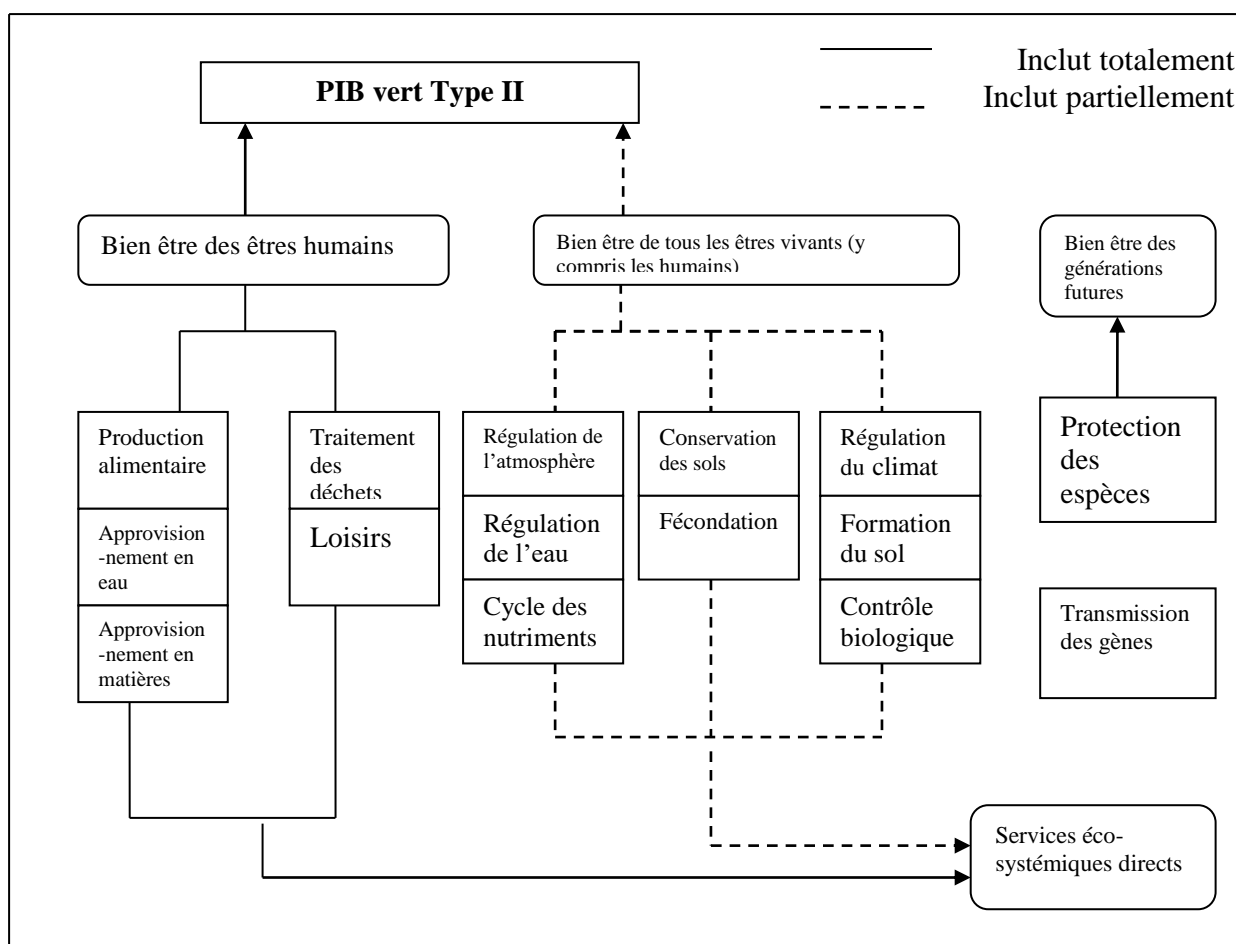 Inclut totalement
Inclut partiellement
PIB vert Type II
Bien être des êtres humains
Bien être de tous les êtres vivants (y
compris les humains)
Bien être des
générations
futures
Production
alimentaire
Approvision
-nement en
eau
Approvision
-nement en
matières
Traitement
des
déchets
Loisirs
Régulation de
l’atmosphère
Régulation
de l’eau
Cycle des
nutriments
Conservation
des sols
Fécondation
Régulation
du climat
Formation
du sol
Contrôle
biologique
Protection
des
espèces
Transmission
des gènes
Services éco-
systémiques directs